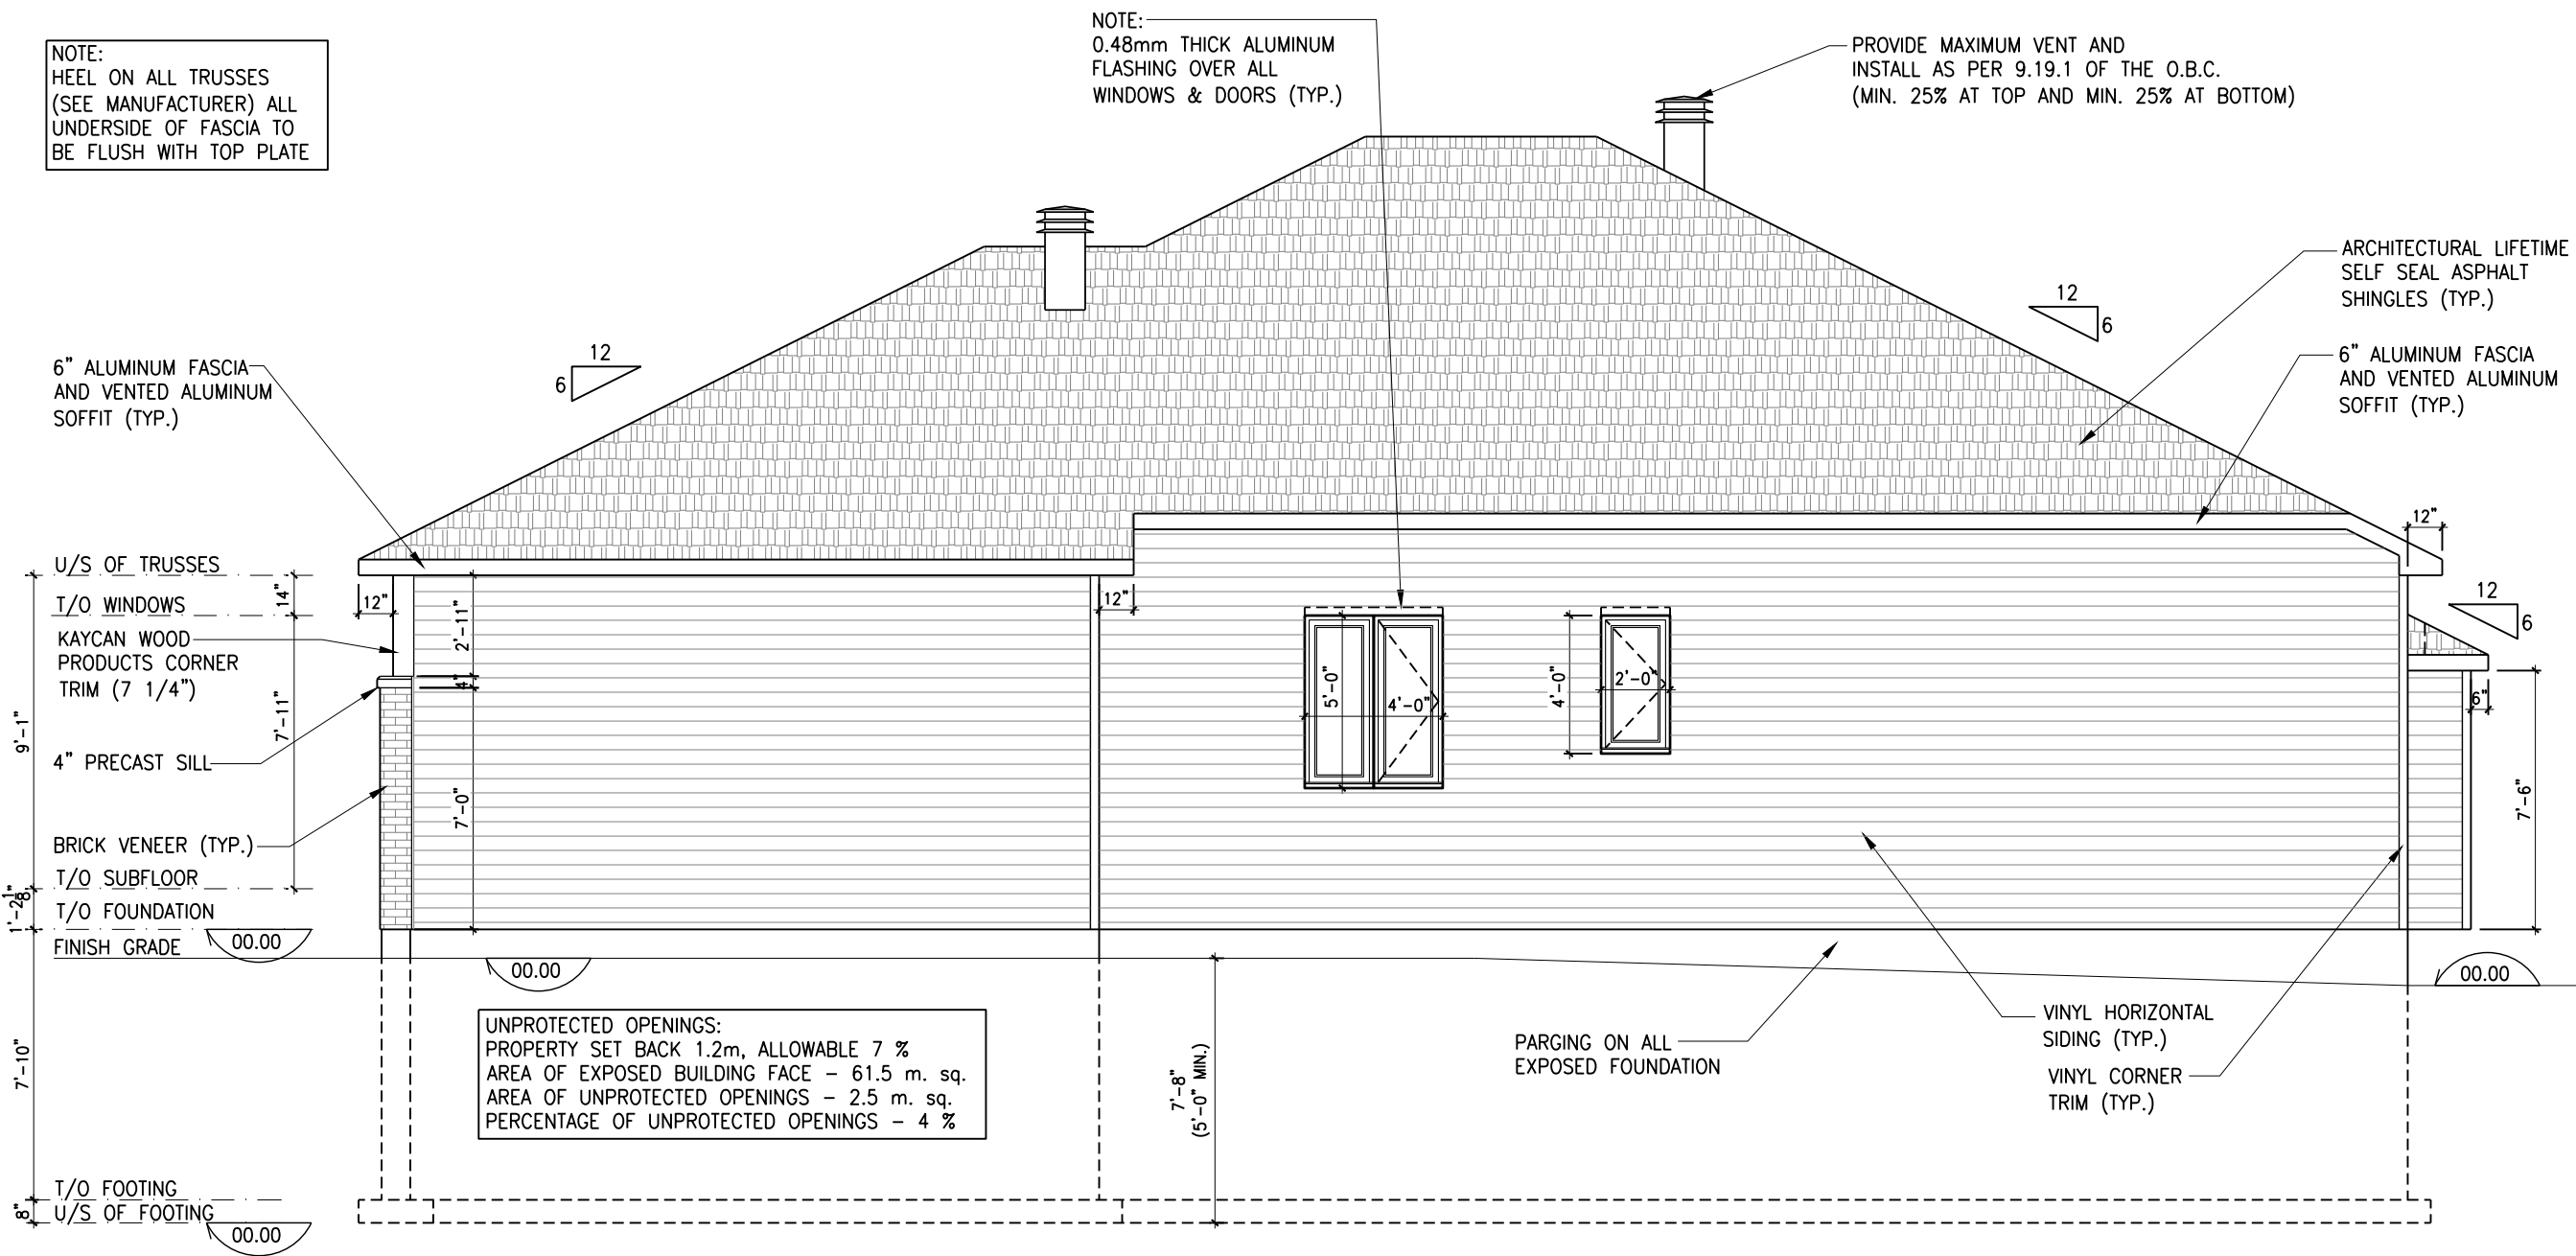 NOTE:
HEEL ON ALL TRUSSES
(SEE MANUFACTURER) ALL
UNDERSIDE OF FASCIA TO
BE FLUSH WITH TOP PLATE
NOTE:
0.48mm THICK ALUMINUM
FLASHING OVER ALL
WINDOWS & DOORS (TYP.)
PROVIDE MAXIMUM VENT AND
INSTALL AS PER 9.19.1 OF THE O.B.C.
(MIN. 25% AT TOP AND MIN. 25% AT BOTTOM)
ARCHITECTURAL LIFETIME
SELF SEAL ASPHALT
SHINGLES (TYP.)
12
6
6" ALUMINUM FASCIA
AND VENTED ALUMINUM
SOFFIT (TYP.)
12
6
6" ALUMINUM FASCIA
AND VENTED ALUMINUM
SOFFIT (TYP.)
12"
U/S OF TRUSSES
T/O WINDOWS
14"
12"
12"
2'-11"
4"
7'-0"
12
6
KAYCAN WOOD
PRODUCTS CORNER
TRIM (7 1/4")
9'-1"
7'-11"
5'-0"
4'-0"
4'-0"
2'-0"
6"
7'-6"
4" PRECAST SILL
BRICK VENEER (TYP.)
T/O SUBFLOOR
1'-2 1/8"
T/O FOUNDATION
00.00
FINISH GRADE
00.00
00.00
UNPROTECTED OPENINGS:
PROPERTY SET BACK 1.2m, ALLOWABLE 7 %
AREA OF EXPOSED BUILDING FACE - 61.5 m. sq.
AREA OF UNPROTECTED OPENINGS - 2.5 m. sq.
PERCENTAGE OF UNPROTECTED OPENINGS - 4 %
7'-10"
7'-8"
(5'-0" MIN.)
PARGING ON ALL
EXPOSED FOUNDATION
VINYL HORIZONTAL
SIDING (TYP.)
VINYL CORNER
TRIM (TYP.)
T/O FOOTING
8"
U/S OF FOOTING
00.00